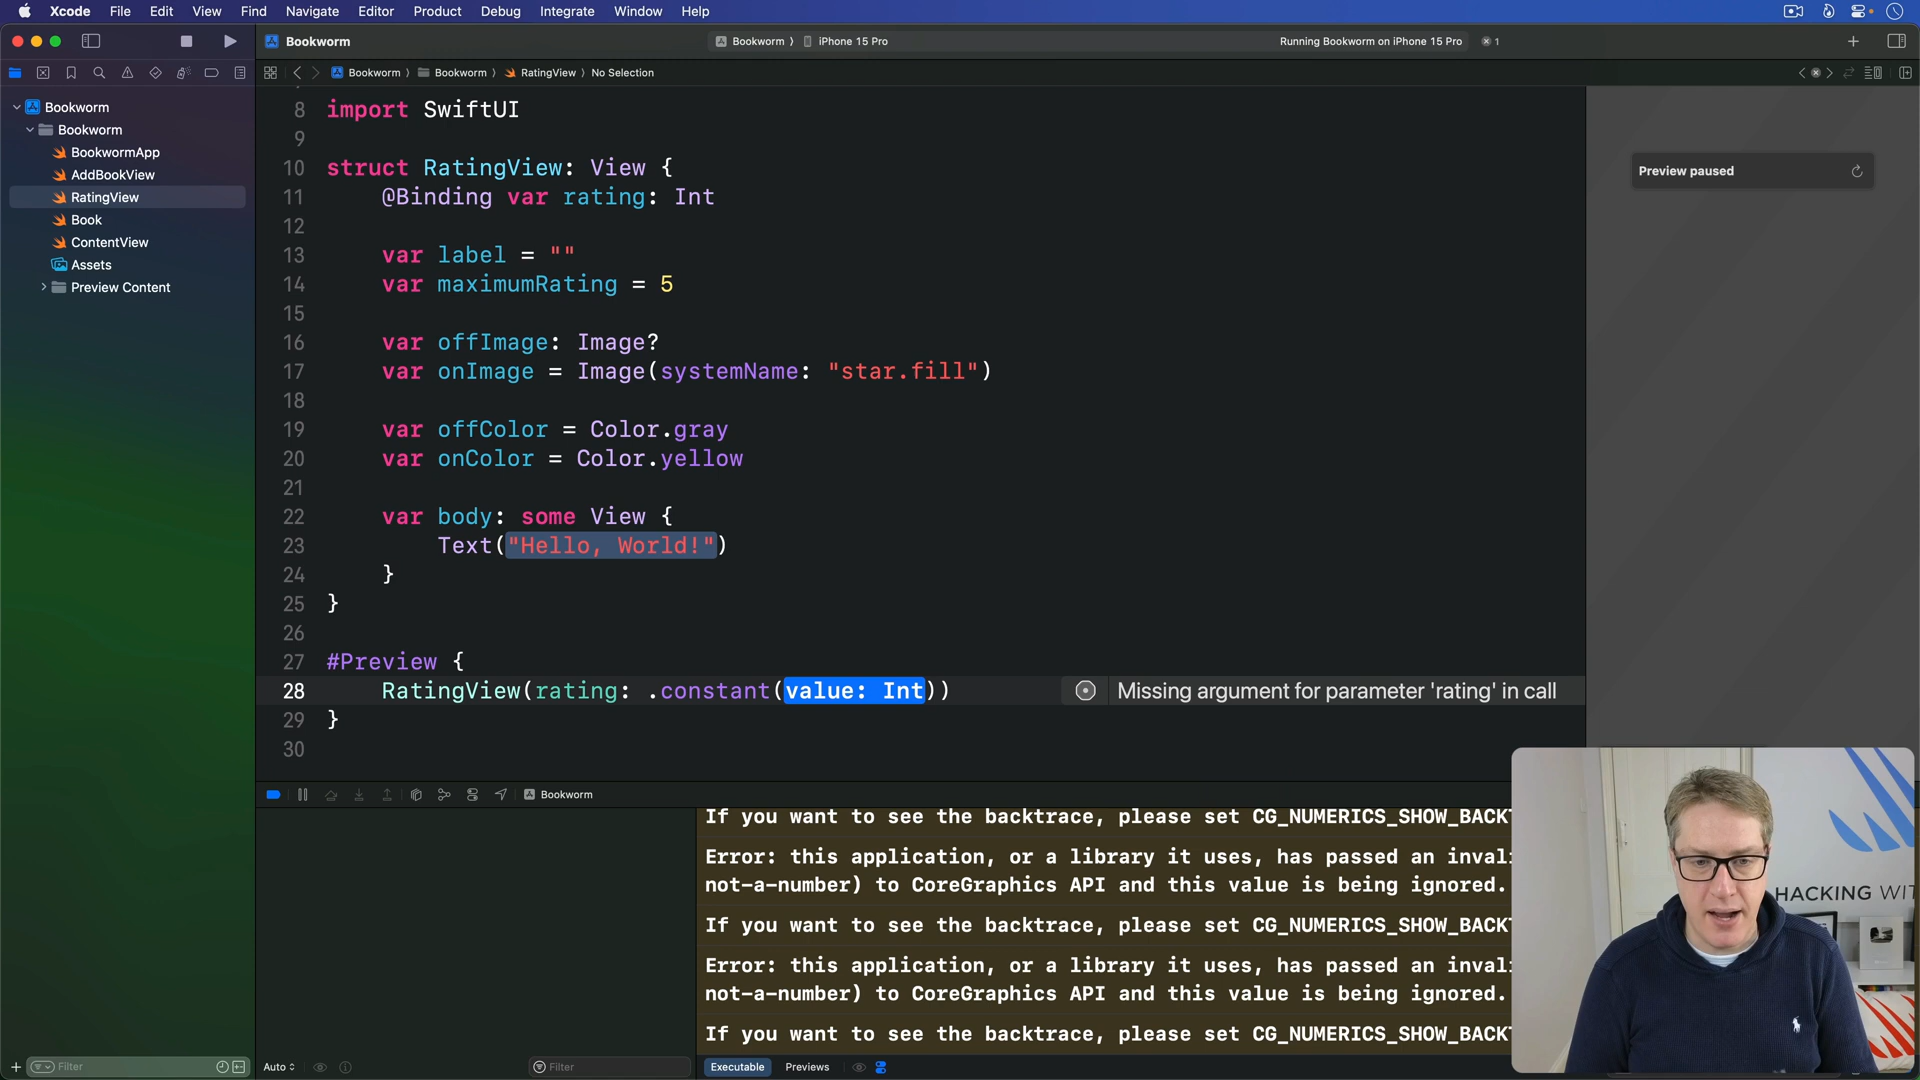 Xcode File Edit View Find Navigate Editor Product Debug Integrate Window Help
Bookworm
Bookworm ⟩ iPhone 15 Pro
Running Bookworm on iPhone 15 Pro
1
Bookworm ⟩ Bookworm ⟩ RatingView ⟩ No Selection
Bookworm
Bookworm
BookwormApp
AddBookView
RatingView
Book
ContentView
Assets
Preview Content
8 import SwiftUI
9
10 struct RatingView: View {
11 @Binding var rating: Int
12
13 var label = ""
14 var maximumRating = 5
15
16 var offImage: Image?
17 var onImage = Image(systemName: "star.fill")
18
19 var offColor = Color.gray
20 var onColor = Color.yellow
21
22 var body: some View {
23 Text("Hello, World!")
24 }
25 }
26
27 #Preview {
28 RatingView(rating: .constant(value: Int))
Missing argument for parameter 'rating' in call
29 }
30
Preview paused
Bookworm
If you want to see the backtrace, please set CG_NUMERICS_SHOW_BACKT
Error: this application, or a library it uses, has passed an invali
not-a-number) to CoreGraphics API and this value is being ignored.
If you want to see the backtrace, please set CG_NUMERICS_SHOW_BACKT
Error: this application, or a library it uses, has passed an invali
not-a-number) to CoreGraphics API and this value is being ignored.
If you want to see the backtrace, please set CG_NUMERICS_SHOW_BACKT
HACKING WIT
Filter
Auto
Filter
Executable
Previews